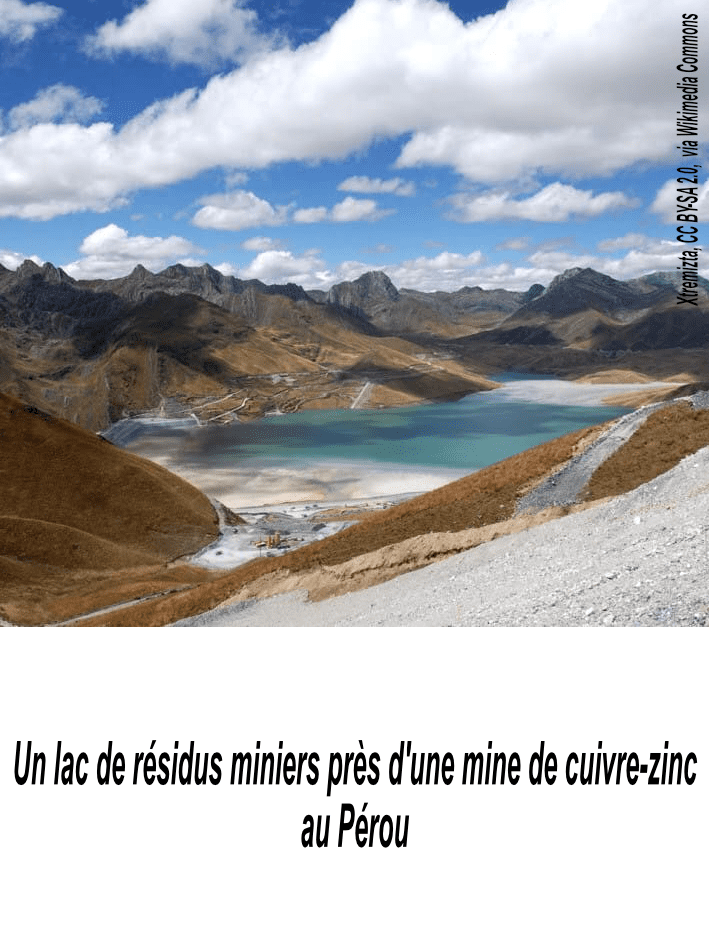 Xtremizta, CC BY-SA 2.0, via Wikimedia Commons
Un lac de résidus miniers près d'une mine de cuivre-zinc
au Pérou